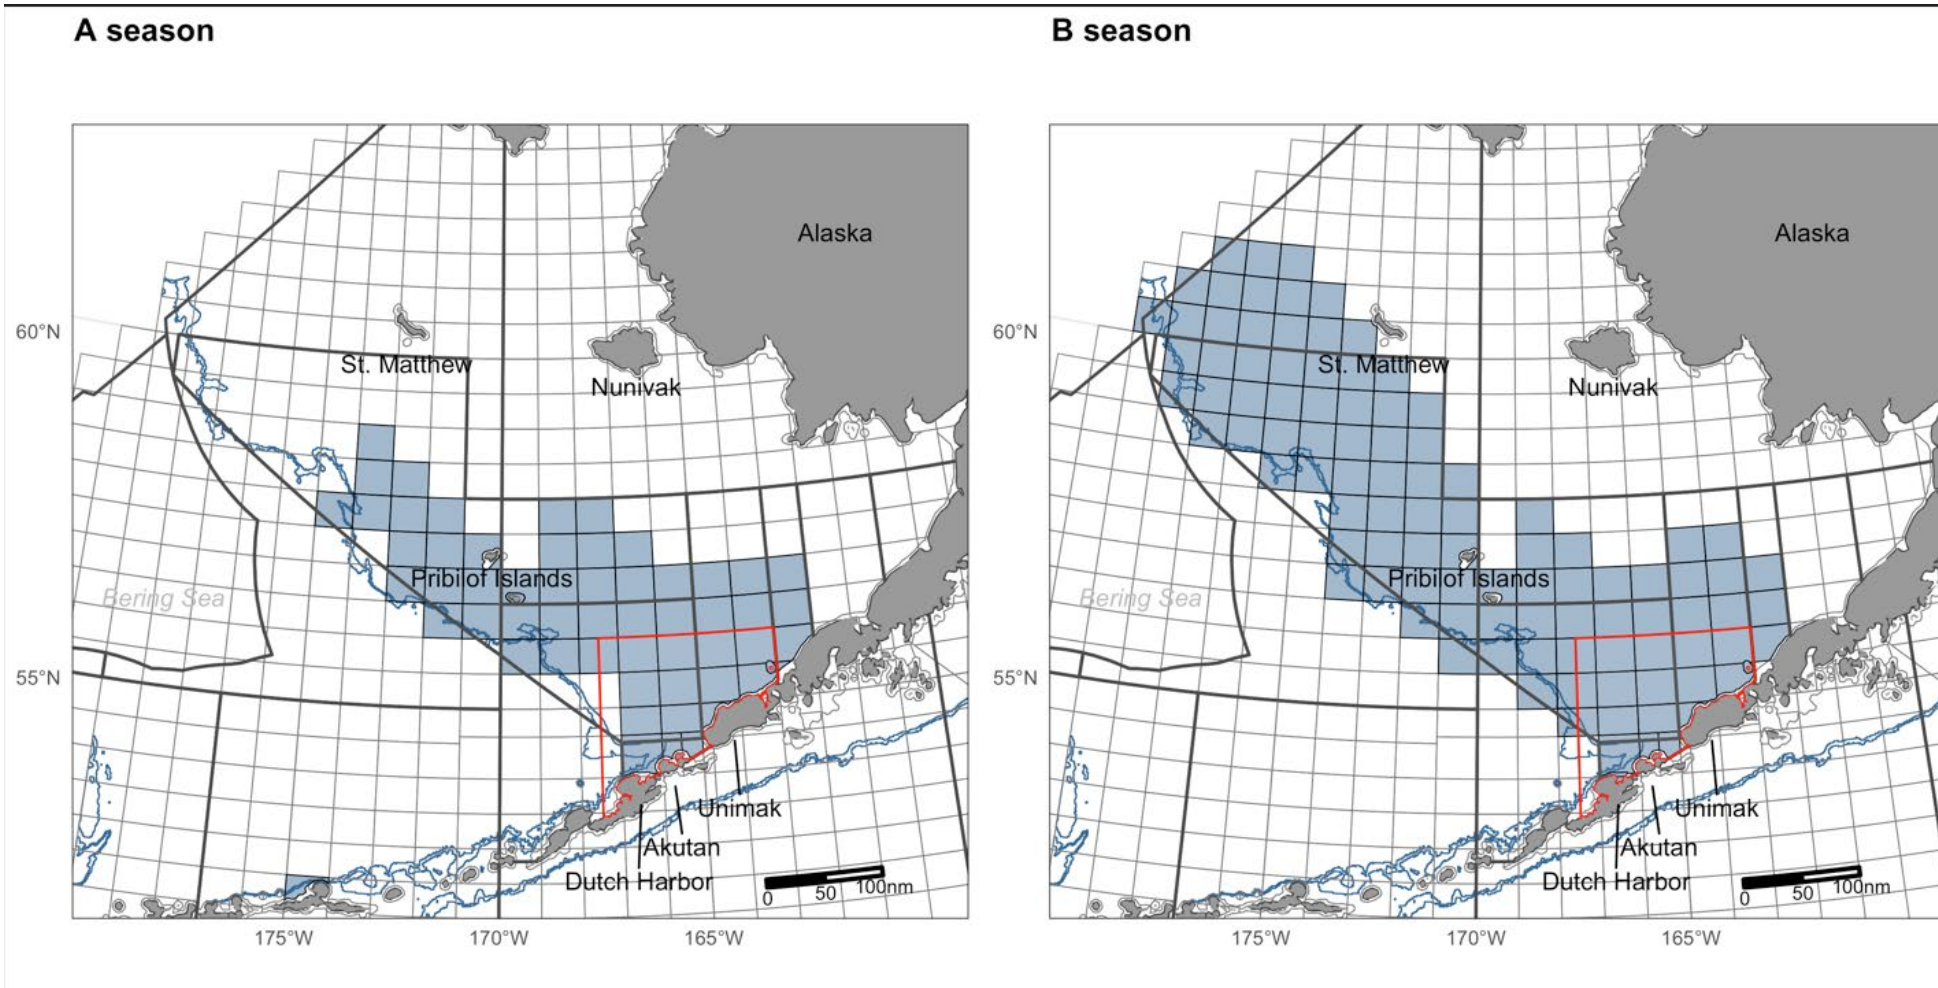 A season
B season
Alaska
60°N
St. Matthew
Nunivak
Pribiof Islands
Bering Sea
55°N
Unimak
Akutan
Dutch Harbor
0 50 100nm
175°W 170°W 165°W
Alaska
60°N
St. Matthew
Nunivak
Pribiof Islands
Bering Sea
55°N
Unimak
Akutan
Dutch Harbor
0 50 100nm
175°W 170°W 165°W